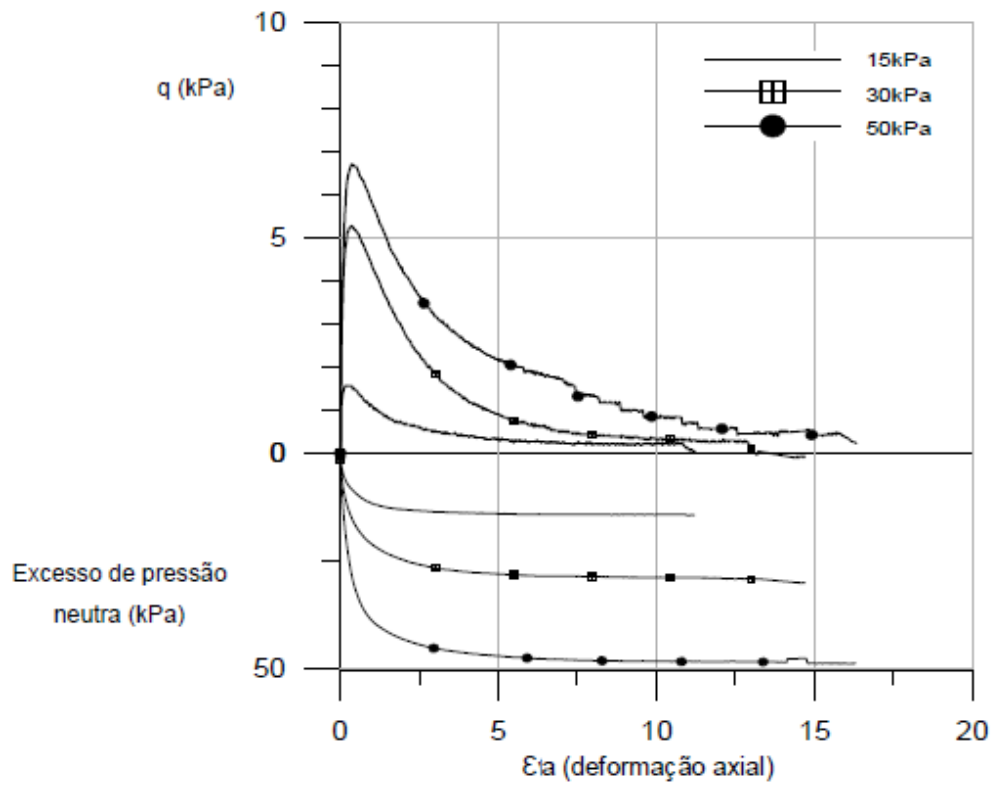 10
q (kPa)
15kPa
30kPa
50kPa
5
0
Excesso de pressão
neutra (kPa)
50
0 5 10 15 20
Ɛta (deformação axial)